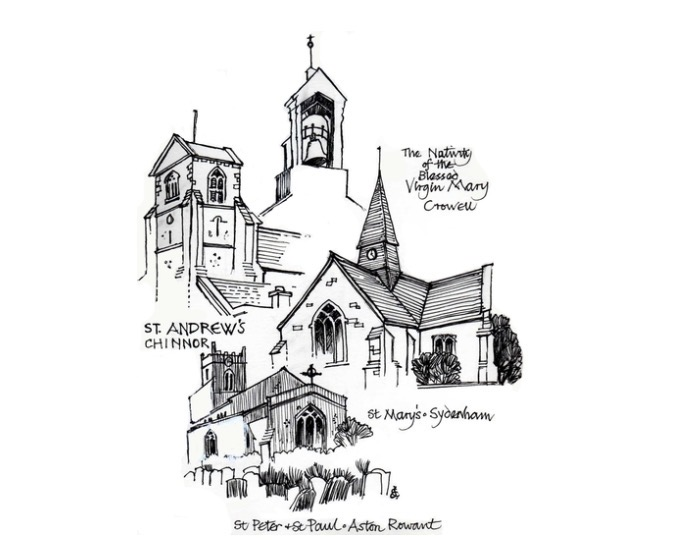 The Nativity
of the
Blessed
Virgin Mary
Crowell
ST. ANDREW'S
CHINNOR
St Mary's • Sydenham
St Peter + St Paul • Aston Rowant